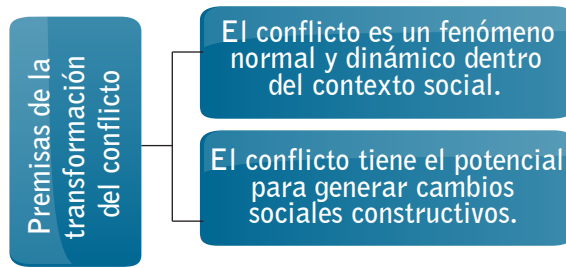 Premisas de la
transformación
del conflicto
El conflicto es un fenómeno
normal y dinámico dentro
del contexto social.
El conflicto tiene el potencial
para generar cambios
sociales constructivos.